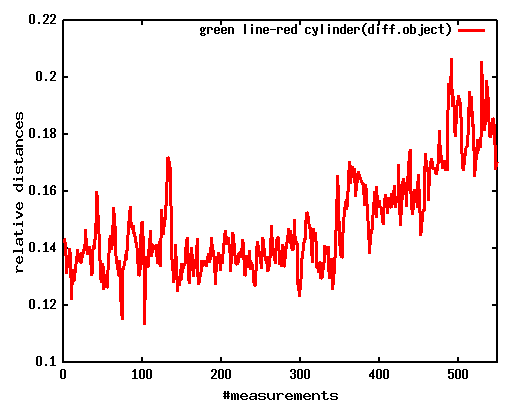 0.22
green line-red cylinder(diff.object)
0.2
0.18
0.16
0.14
0.12
0.1
relative distances
0 100 200 300 400 500
#measurements